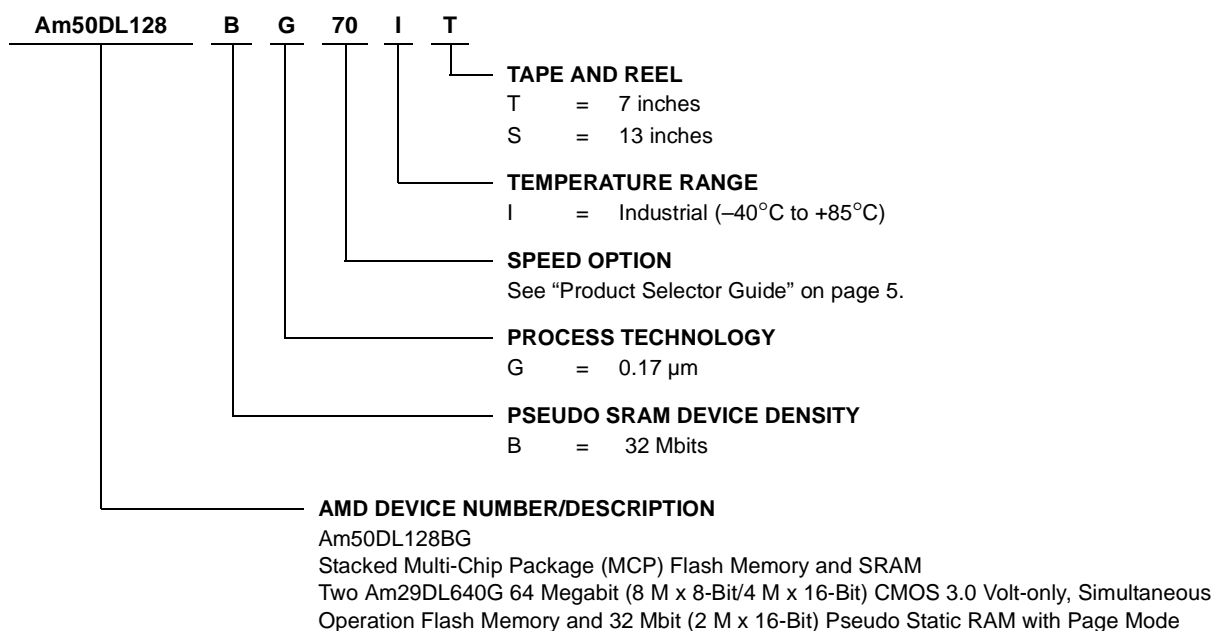 Am50DL128 B G 70 I T
TAPE AND REEL
T = 7 inches
S = 13 inches
TEMPERATURE RANGE
I = Industrial (–40°C to +85°C)
SPEED OPTION
See “Product Selector Guide” on page 5.
PROCESS TECHNOLOGY
G = 0.17 µm
PSEUDO SRAM DEVICE DENSITY
B = 32 Mbits
AMD DEVICE NUMBER/DESCRIPTION
Am50DL128BG
Stacked Multi-Chip Package (MCP) Flash Memory and SRAM
Two Am29DL640G 64 Megabit (8 M x 8-Bit/4 M x 16-Bit) CMOS 3.0 Volt-only, Simultaneous
Operation Flash Memory and 32 Mbit (2 M x 16-Bit) Pseudo Static RAM with Page Mode